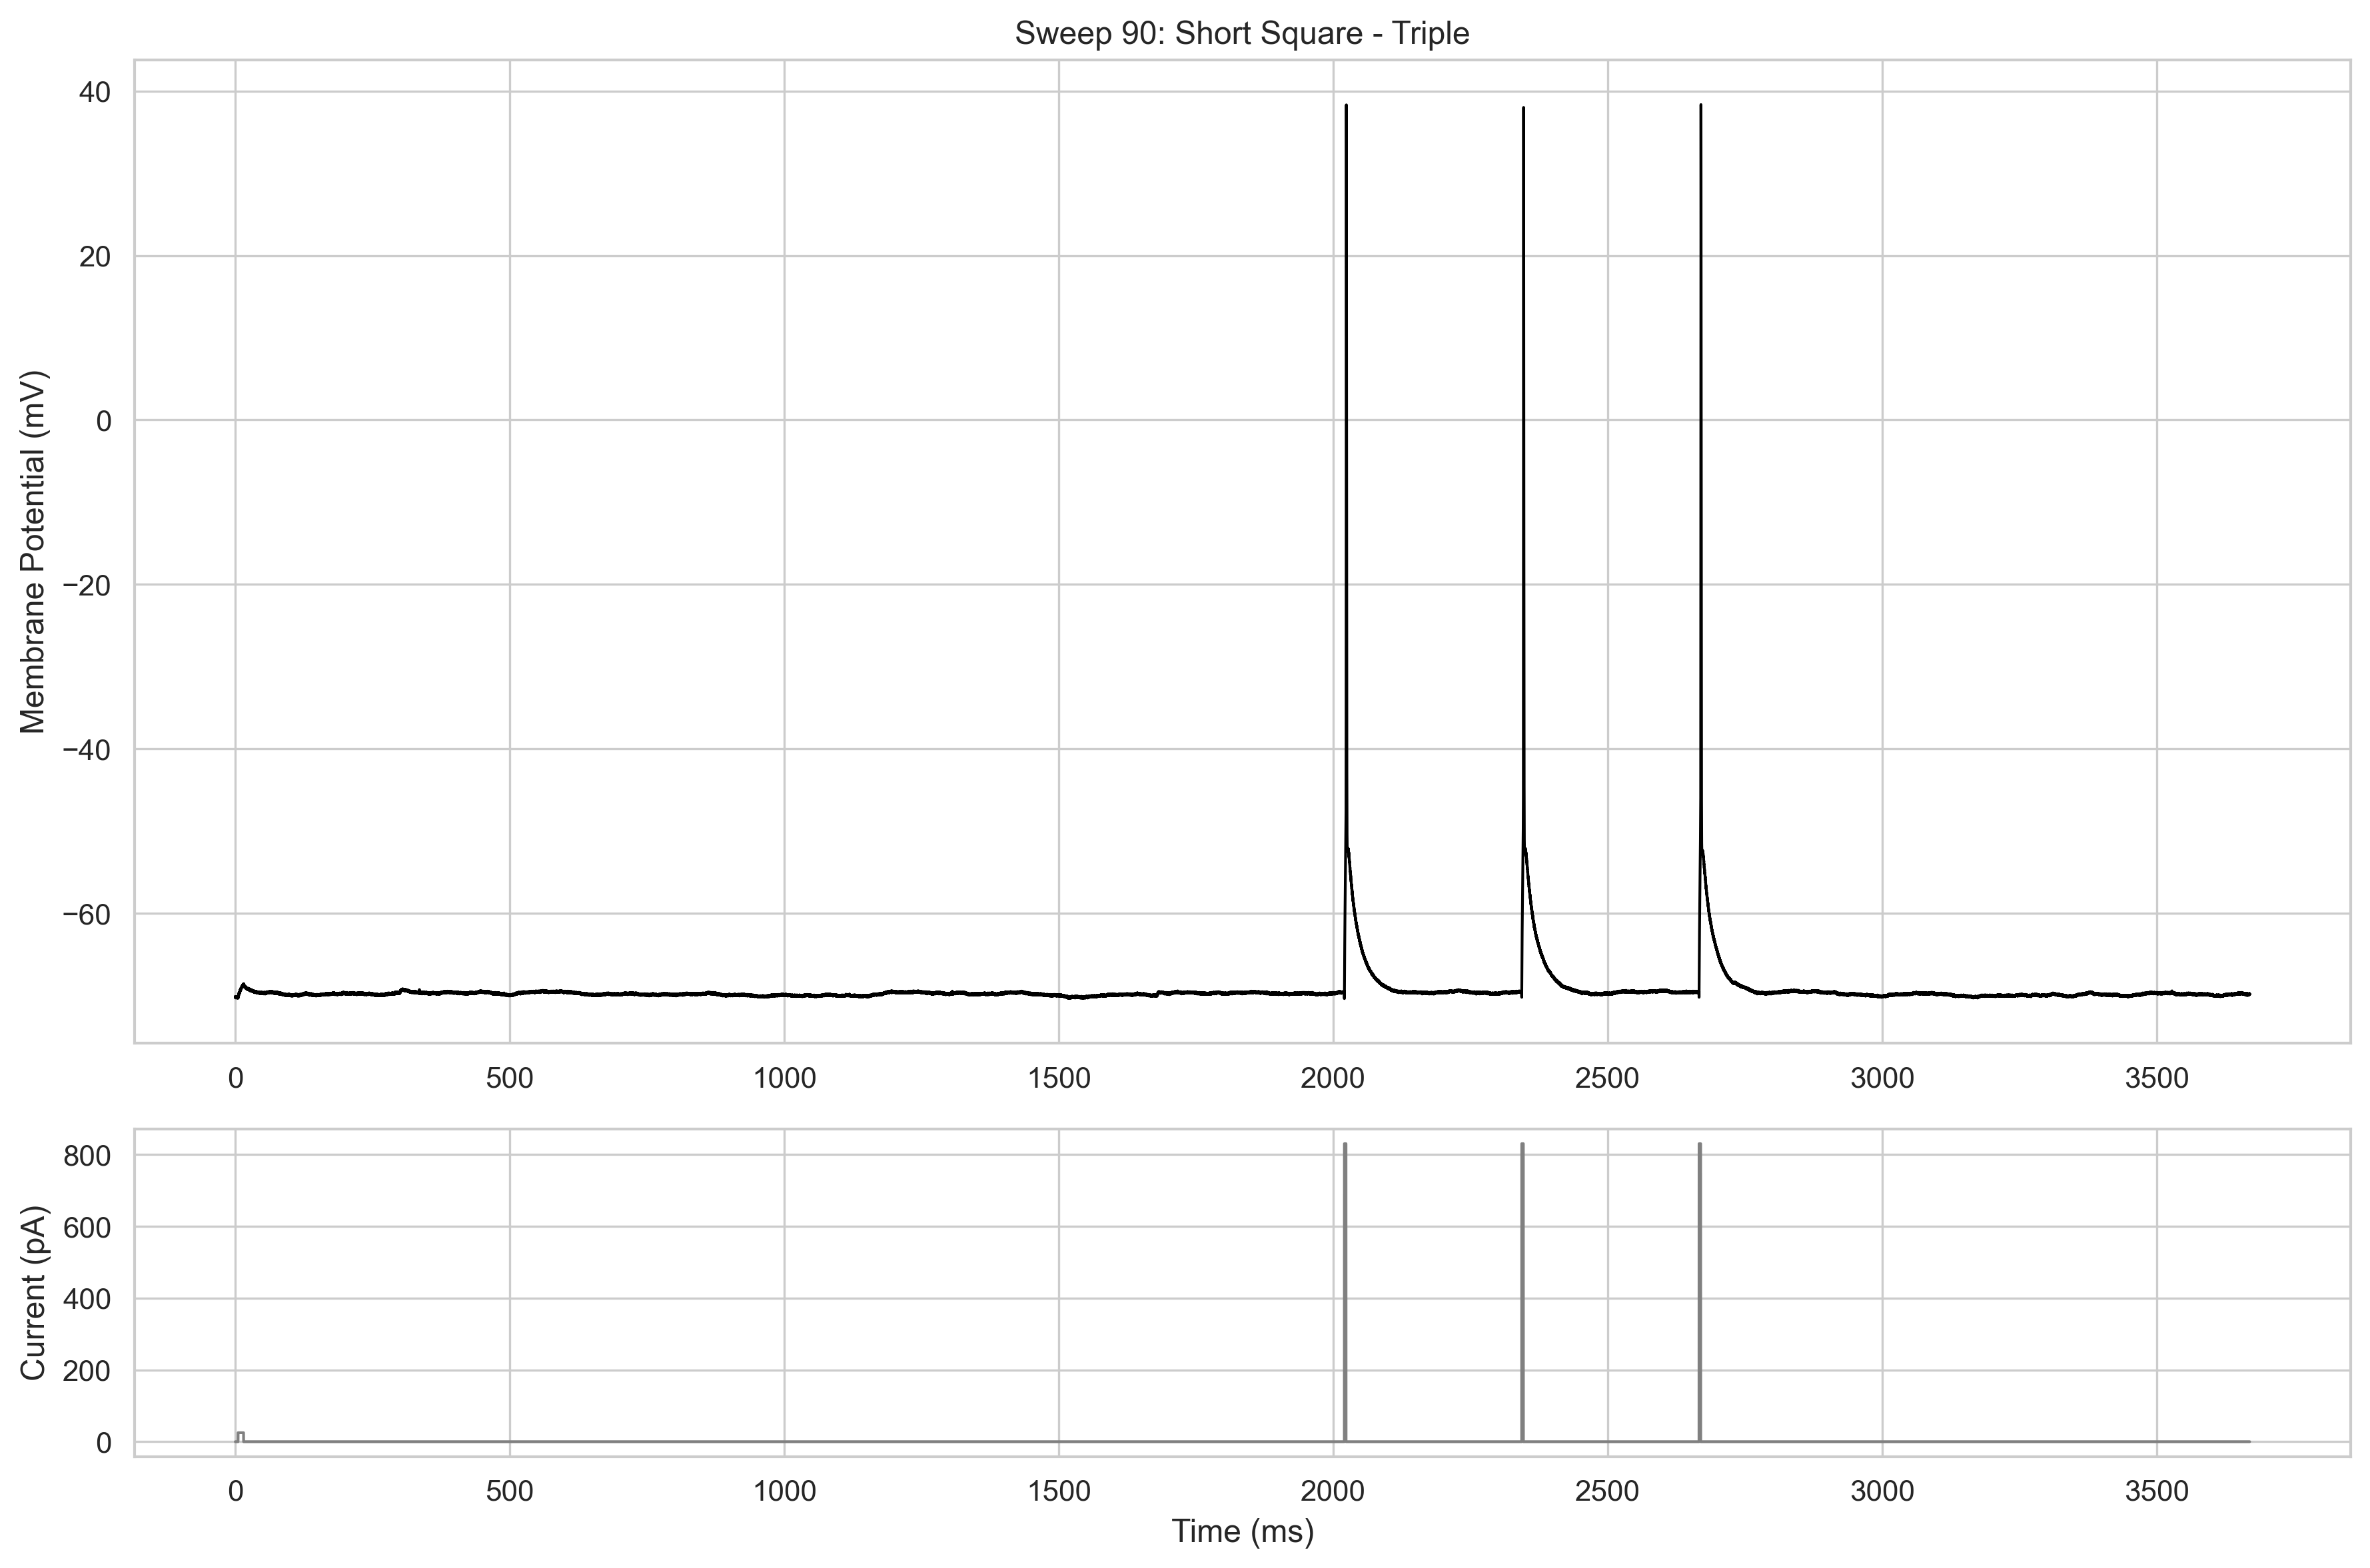 Sweep 90: Short Square - Triple
Membrane Potential (mV)
40
20
0
−20
−40
−60
0 500 1000 1500 2000 2500 3000 3500
Current (pA)
800
600
400
200
0
0 500 1000 1500 2000 2500 3000 3500
Time (ms)